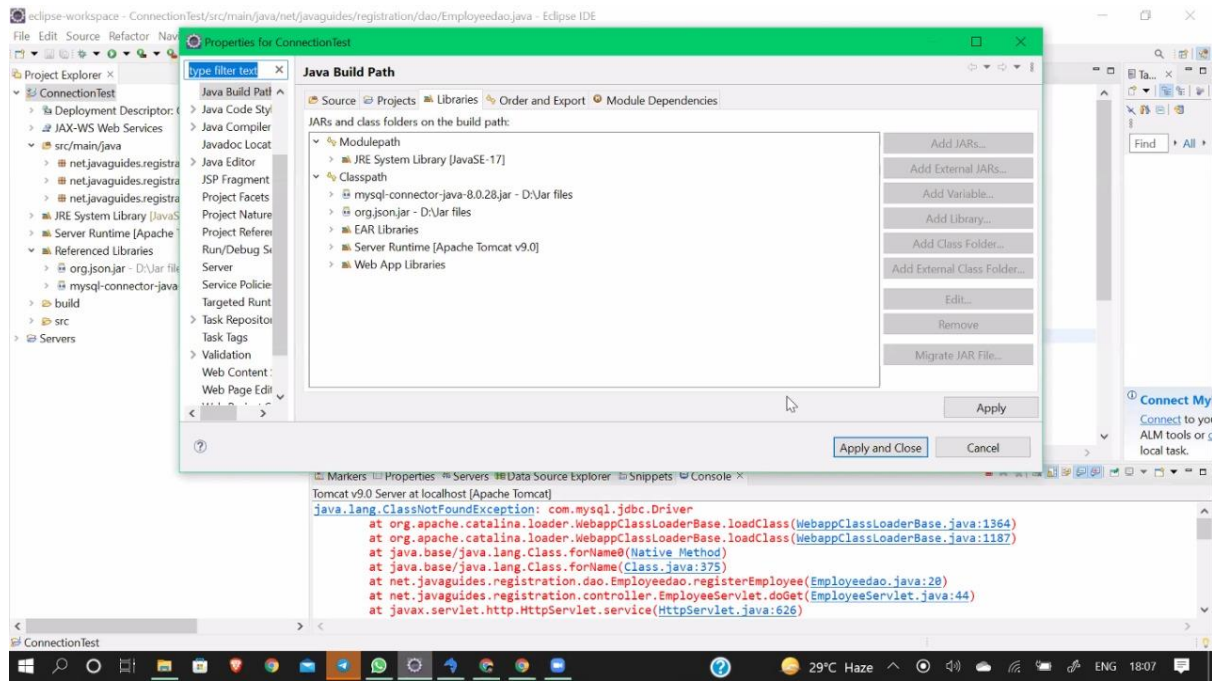 eclipse-workspace - ConnectionTest/src/main/java/net/javaguides/registration/dao/Employeedao.java - Eclipse IDE
File Edit Source Refactor Nav
Properties for ConnectionTest
type filter text
Java Build Path
Java Code Sty
Java Compiler
Javadoc Locat
Java Editor
JSP Fragment
Project Facets
Project Nature
Project Refere
Run/Debug Se
Server
Service Policie
Targeted Runt
Task Reposito
Task Tags
Validation
Web Content
Web Page Edit
Java Build Path
Source Projects Libraries Order and Export Module Dependencies
JARs and class folders on the build path:
Modulepath
JRE System Library [JavaSE-17]
Classpath
mysql-connector-java-8.0.28.jar - D:\Jar files
org.json.jar - D:\Jar files
EAR Libraries
Server Runtime [Apache Tomcat v9.0]
Web App Libraries
Add JARs...
Add External JARs...
Add Variable...
Add Library...
Add Class Folder...
Add External Class Folder...
Edit...
Remove
Migrate JAR File...
Apply
Apply and Close Cancel
Project Explorer
ConnectionTest
Deployment Descriptor:
JAX-WS Web Services
src/main/java
net.javaguides.registra
net.javaguides.registra
net.javaguides.registra
JRE System Library [JavaS
Server Runtime [Apache
Referenced Libraries
org.json.jar - D:\Jar file
mysql-connector-java
build
src
Servers
Ta...
Find All
Connect My
Connect to you
ALM tools or
local task.
Markers Properties Servers Data Source Explorer Snippets Console
Tomcat v9.0 Server at localhost [Apache Tomcat]
java.lang.ClassNotFoundException: com.mysql.jdbc.Driver
at org.apache.catalina.loader.WebappClassLoaderBase.loadClass(WebappClassLoaderBase.java:1364)
at org.apache.catalina.loader.WebappClassLoaderBase.loadClass(WebappClassLoaderBase.java:1187)
at java.base/java.lang.Class.forName0(Native Method)
at java.base/java.lang.Class.forName(Class.java:375)
at net.javaguides.registration.dao.Employeedao.registerEmployee(Employeedao.java:20)
at net.javaguides.registration.controller.EmployeeServlet.doGet(EmployeeServlet.java:44)
at javax.servlet.http.HttpServlet.service(HttpServlet.java:626)
ConnectionTest
29°C Haze ENG 18:07